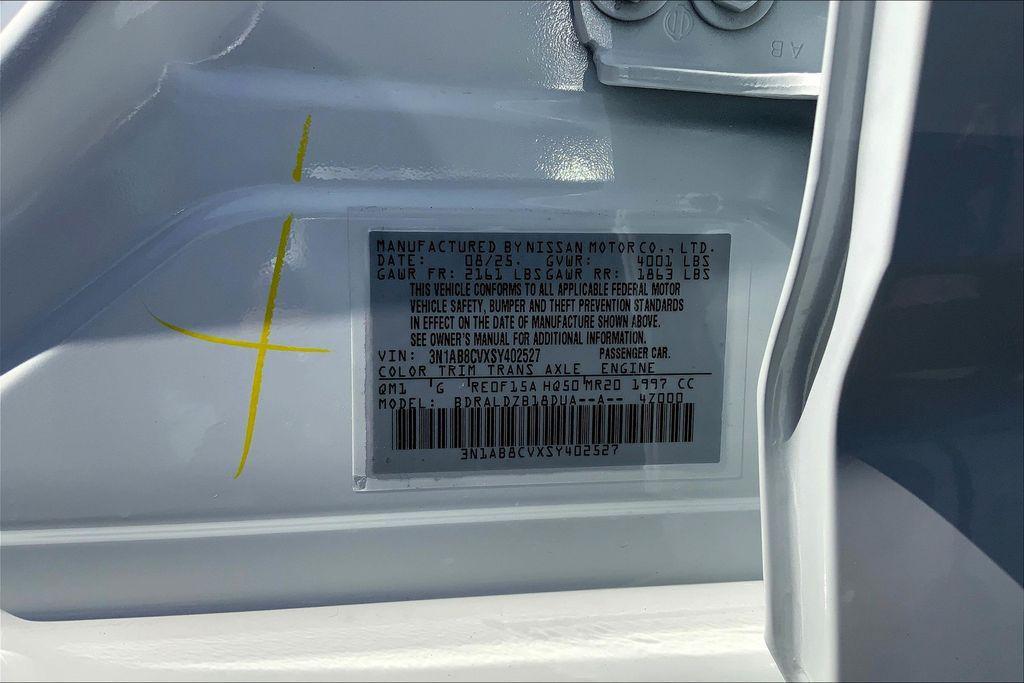 AB
MANUFACTURED BY NISSAN MOTOR CO., LTD.
DATE: 08/25. GVWR: 4001 LBS
GAWR FR: 2161 LBS GAWR RR: 1863 LBS
THIS VEHICLE CONFORMS TO ALL APPLICABLE FEDERAL MOTOR
VEHICLE SAFETY, BUMPER AND THEFT PREVENTION STANDARDS
IN EFFECT ON THE DATE OF MANUFACTURE SHOWN ABOVE.
SEE OWNER'S MANUAL FOR ADDITIONAL INFORMATION.
VIN: 3N1AB8CVXSY402527 PASSENGER CAR.
COLOR TRIM TRANS AXLE ENGINE
QM1 G RE0F15A HQ50 MR20 1997 CC
MODEL: BDRALDZB18DUA--A-- 4Z000
3N1AB8CVXSY402527